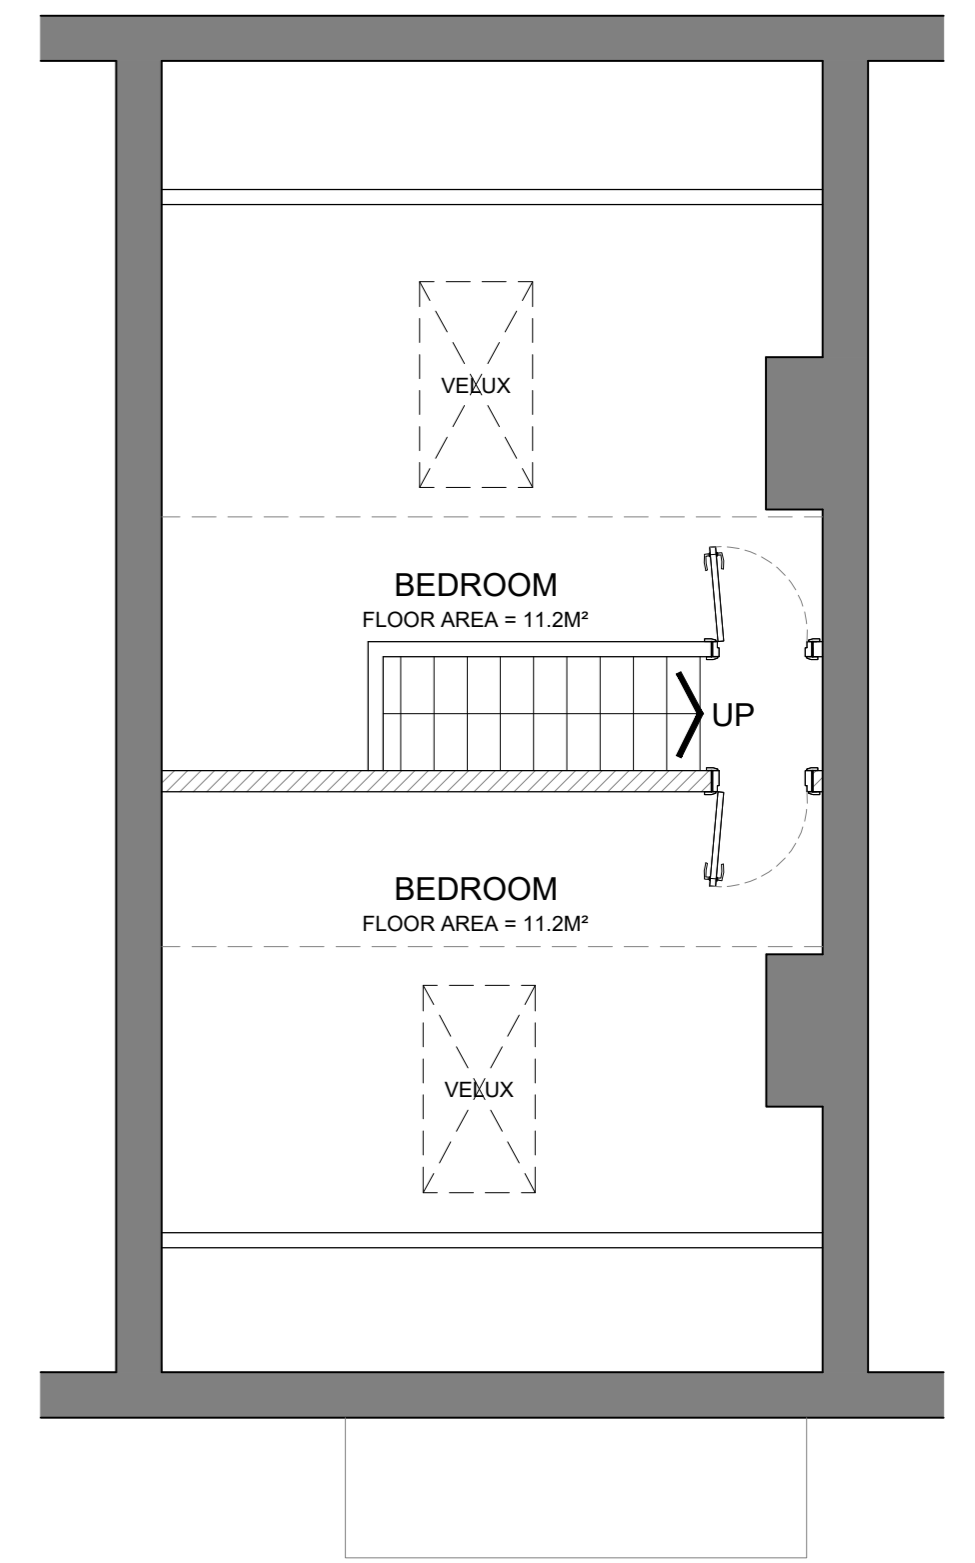 VELUX
BEDROOM
FLOOR AREA = 11.2M²
UP
BEDROOM
FLOOR AREA = 11.2M²
VELUX